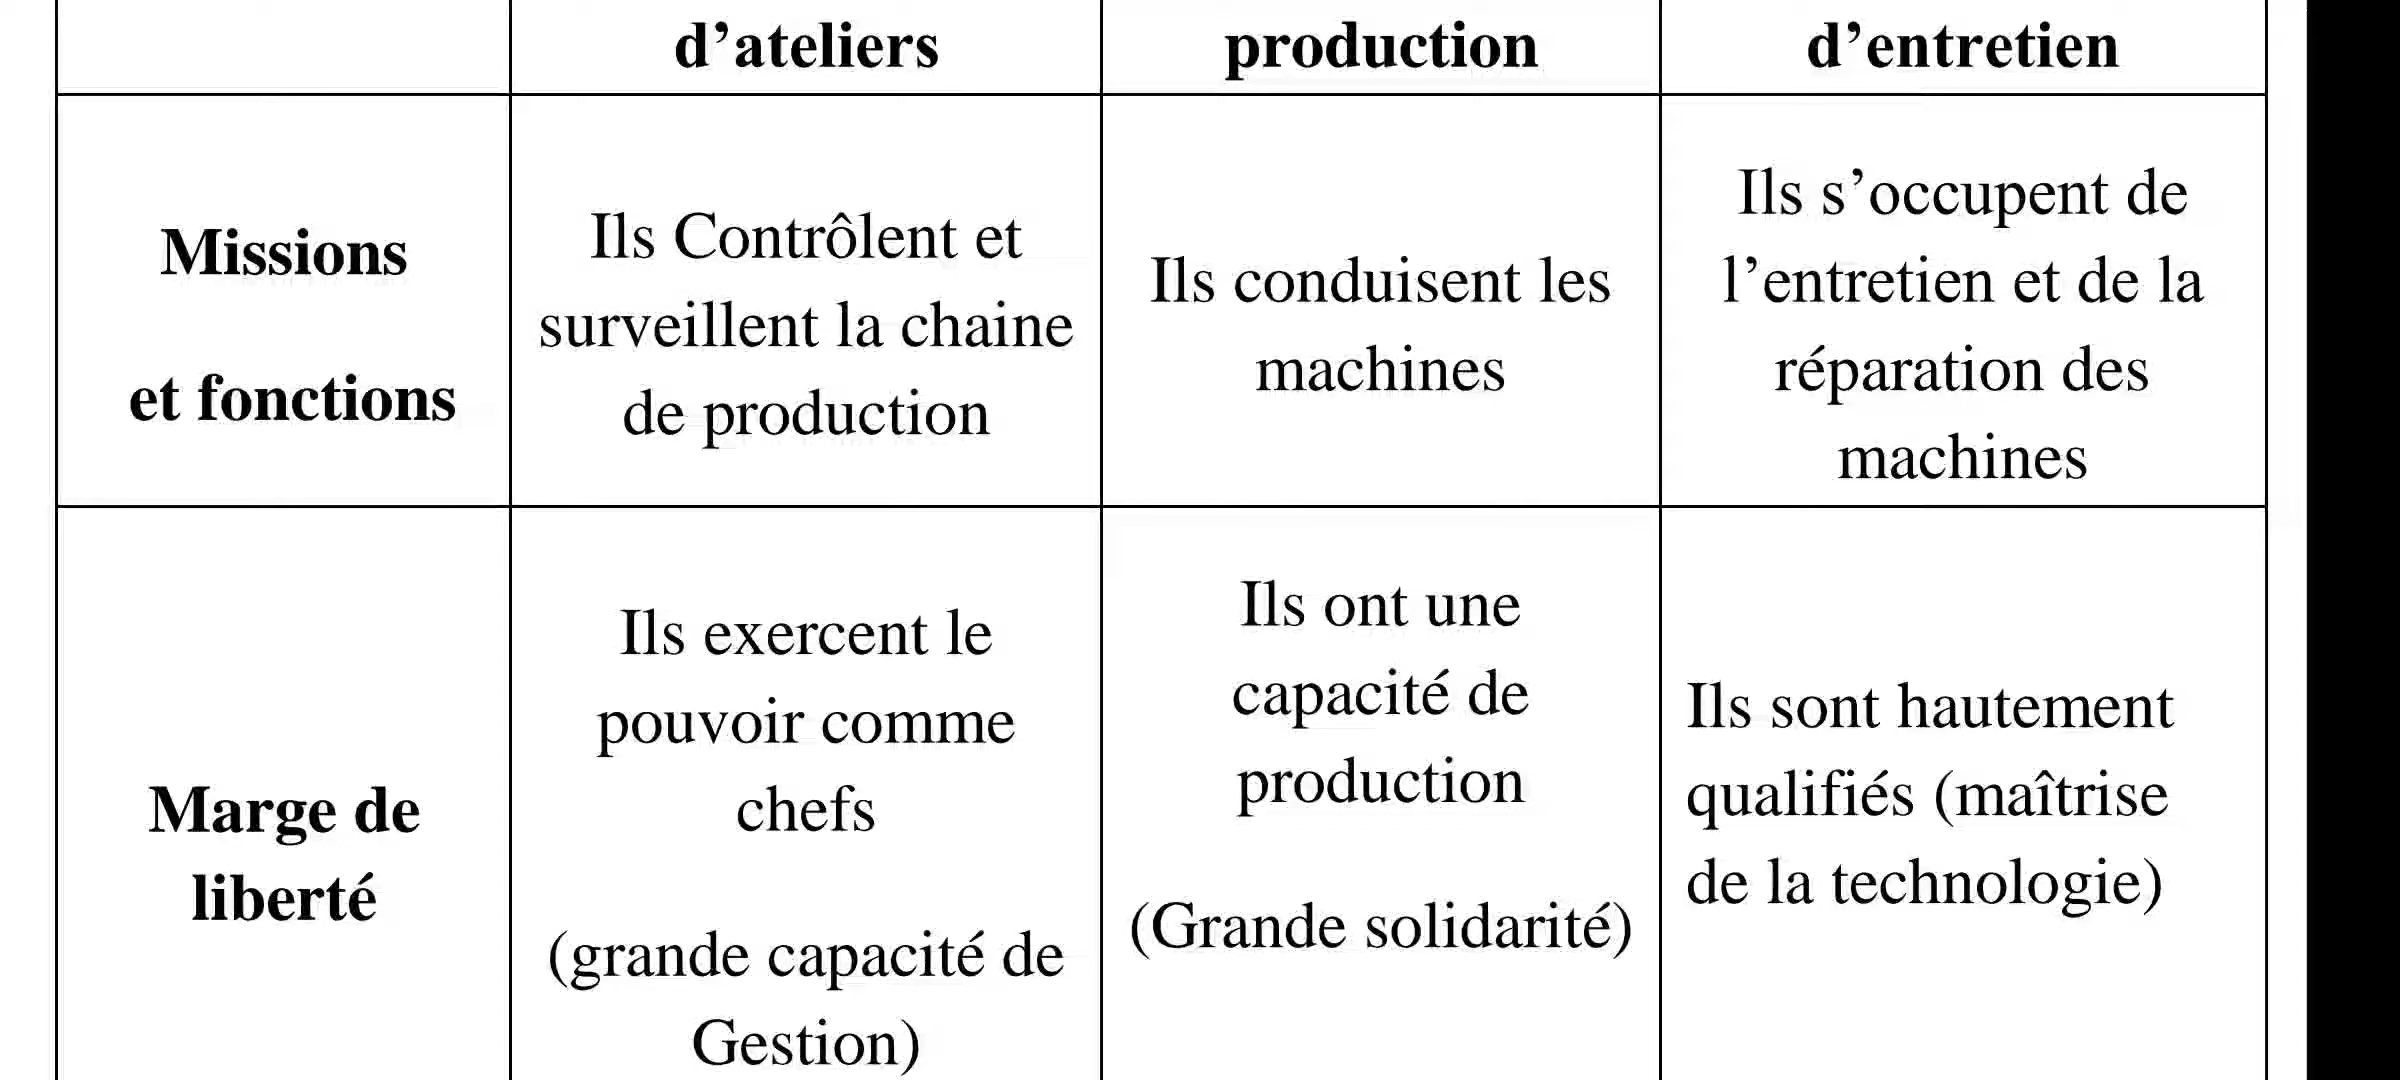 d’ateliers
production
d’entretien
Missions
et fonctions
Ils Contrôlent et
surveillent la chaine
de production
Ils conduisent les
machines
Ils s’occupent de
l’entretien et de la
réparation des
machines
Marge de
liberté
Ils exercent le
pouvoir comme
chefs
(grande capacité de
Gestion)
Ils ont une
capacité de
production
(Grande solidarité)
Ils sont hautement
qualifiés (maîtrise
de la technologie)